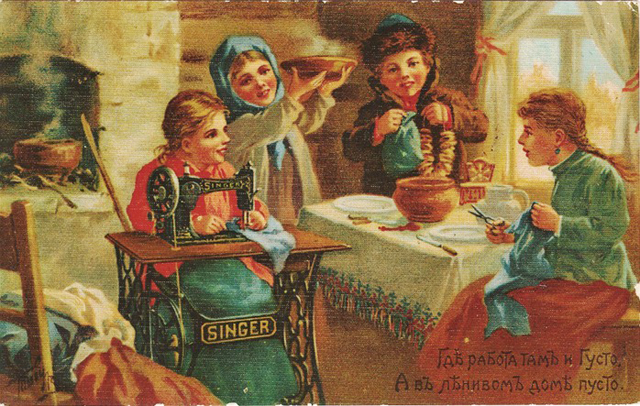 SINGER
SINGER
Гдѣ работа тамъ и густо,
А въ лѣнивомъ домѣ пусто.